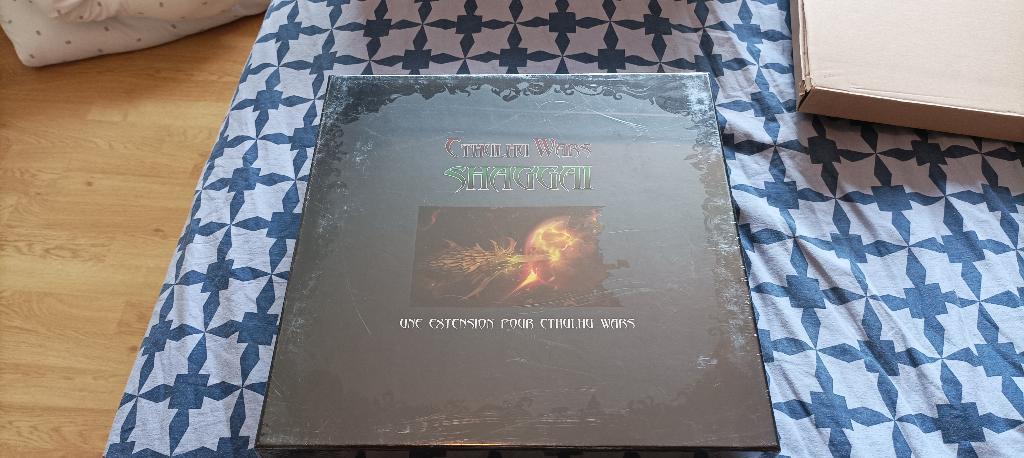 Cthulhu Wars
Shaggai
Une extension pour Cthulhu Wars